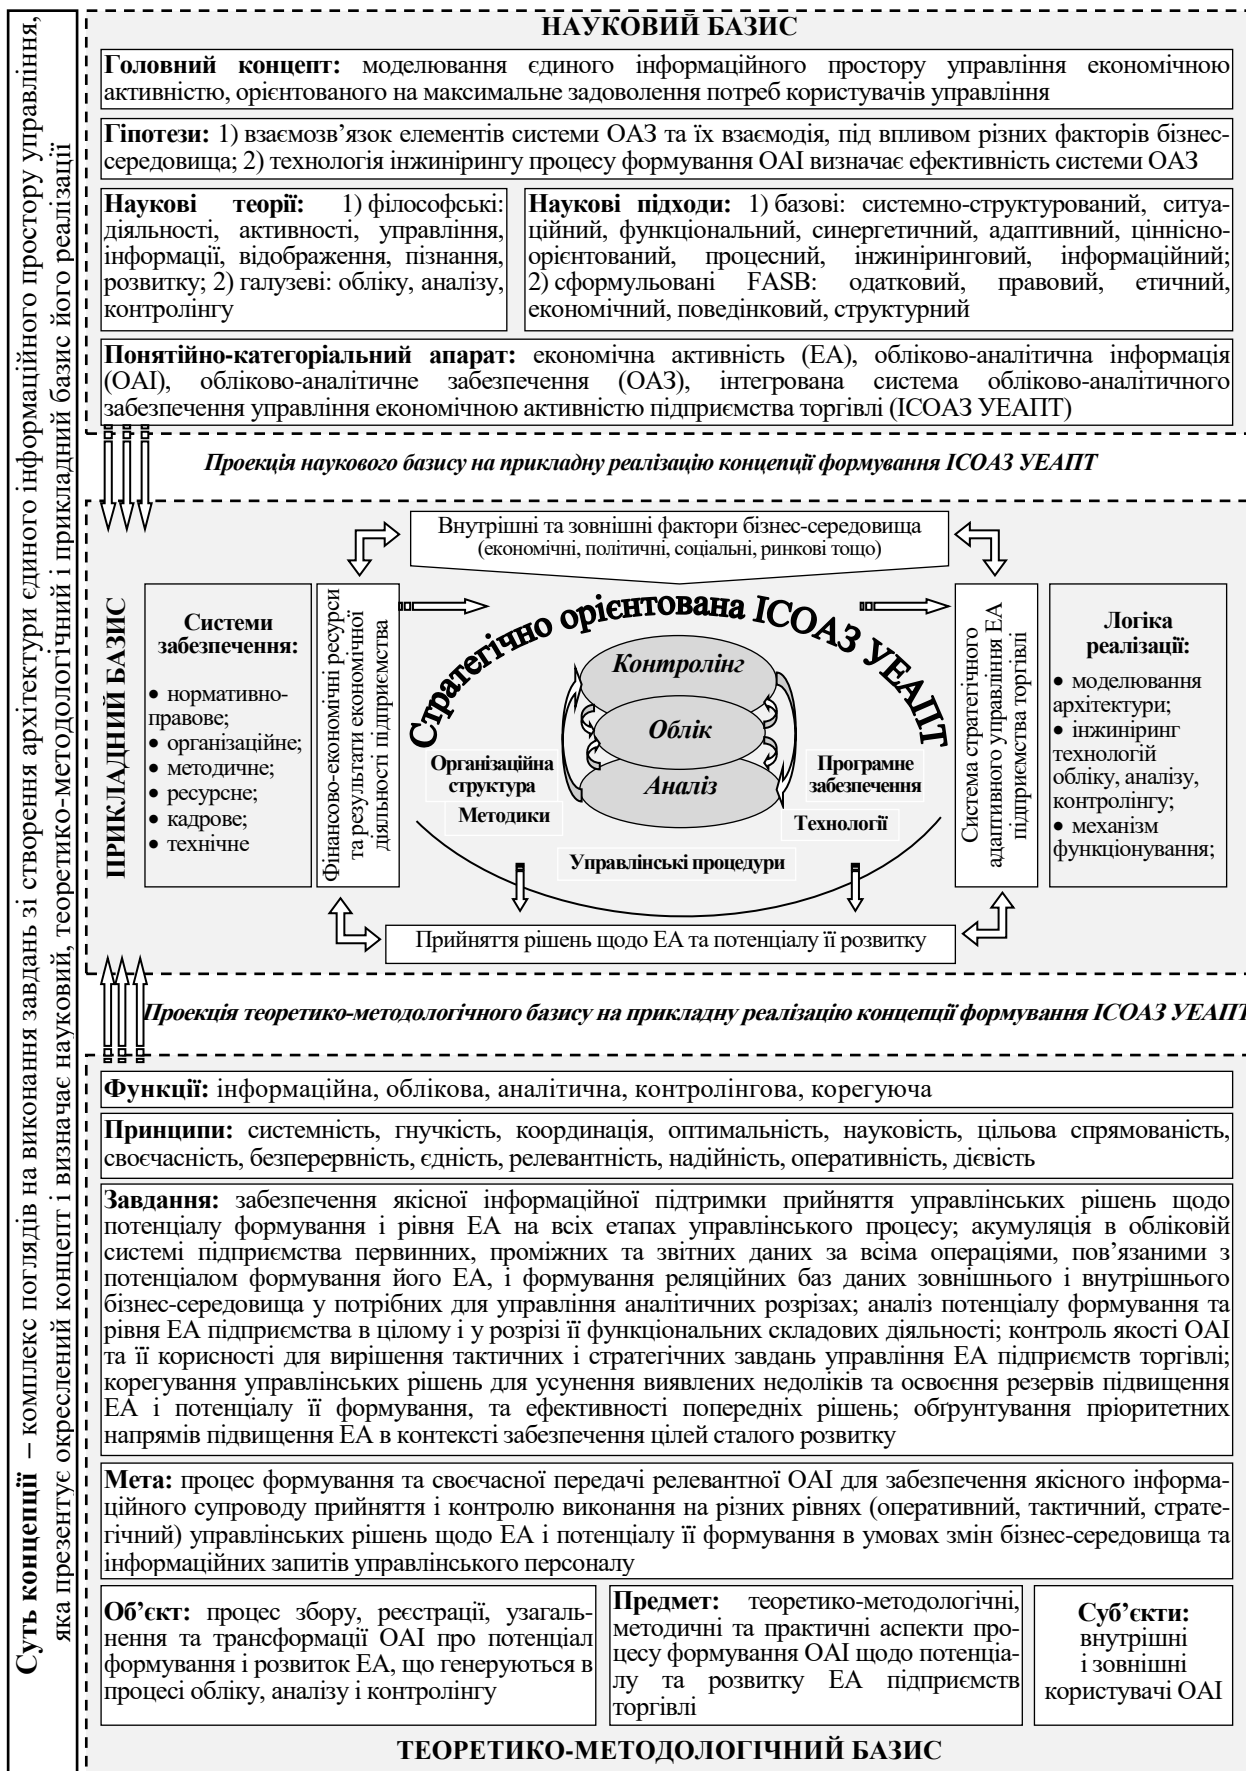 Суть концепції – комплекс поглядів на виконання завдань зі створення архітектури єдиного інформаційного простору управління,
яка презентує окреслений концепт і визначає науковий, теоретико-методологічний і прикладний базис його реалізації
НАУКОВИЙ БАЗИС
Головний концепт: моделювання єдиного інформаційного простору управління економічною
активністю, орієнтованого на максимальне задоволення потреб користувачів управління
Гіпотези: 1) взаємозв’язок елементів системи ОАЗ та їх взаємодія, під впливом різних факторів бізнес-
середовища; 2) технологія інжинірингу процесу формування ОАІ визначає ефективність системи ОАЗ
Наукові теорії: 1) філософські:
діяльності, активності, управління,
інформації, відображення, пізнання,
розвитку; 2) галузеві: обліку, аналізу,
контролінгу
Наукові підходи: 1) базові: системно-структурований, ситуа-
ційний, функціональний, синергетичний, адаптивний, ціннісно-
орієнтований, процесний, інжиніринговий, інформаційний;
2) сформульовані FASB: одатковий, правовий, етичний,
економічний, поведінковий, структурний
Понятійно-категоріальний апарат: економічна активність (ЕА), обліково-аналітична інформація
(ОАІ), обліково-аналітичне забезпечення (ОАЗ), інтегрована система обліково-аналітичного
забезпечення управління економічною активністю підприємства торгівлі (ІСОАЗ УЕАПТ)
Проекція наукового базису на прикладну реалізацію концепції формування ІСОАЗ УЕАПТ
ПРИКЛАДНИЙ БАЗИС
Системи
забезпечення:
• нормативно-
правове;
• організаційне;
• методичне;
• ресурсне;
• кадрове;
• технічне
Фінансово-економічні ресурси
та результати економічної
діяльності підприємства
Внутрішні та зовнішні фактори бізнес-середовища
(економічні, політичні, соціальні, ринкові тощо)
Стратегічно орієнтована ІСОАЗ УЕАПТ
Контролінг
Облік
Аналіз
Організаційна
структура
Методики
Програмне
забезпечення
Технології
Управлінські процедури
Прийняття рішень щодо ЕА та потенціалу її розвитку
Система стратегічного
адаптивного управління ЕА
підприємства торгівлі
Логіка
реалізації:
• моделювання
архітектури;
• інжиніринг
технологій
обліку, аналізу,
контролінгу;
• механізм
функціонування;
Проекція теоретико-методологічного базису на прикладну реалізацію концепції формування ІСОАЗ УЕАПТ
Функції: інформаційна, облікова, аналітична, контролінгова, корегуюча
Принципи: системність, гнучкість, координація, оптимальність, науковість, цільова спрямованість,
своєчасність, безперервність, єдність, релевантність, надійність, оперативність, дієвість
Завдання: забезпечення якісної інформаційної підтримки прийняття управлінських рішень щодо
потенціалу формування і рівня ЕА на всіх етапах управлінського процесу; акумуляція в обліковій
системі підприємства первинних, проміжних та звітних даних за всіма операціями, пов’язаними з
потенціалом формування його ЕА, і формування реляційних баз даних зовнішнього і внутрішнього
бізнес-середовища у потрібних для управління аналітичних розрізах; аналіз потенціалу формування та
рівня ЕА підприємства в цілому і у розрізі її функціональних складових діяльності; контроль якості ОАІ
та її корисності для вирішення тактичних і стратегічних завдань управління ЕА підприємств торгівлі;
корегування управлінських рішень для усунення виявлених недоліків та освоєння резервів підвищення
ЕА і потенціалу її формування, та ефективності попередніх рішень; обґрунтування пріоритетних
напрямів підвищення ЕА в контексті забезпечення цілей сталого розвитку
Мета: процес формування та своєчасної передачі релевантної ОАІ для забезпечення якісного інформа-
ційного супроводу прийняття і контролю виконання на різних рівнях (оперативний, тактичний, страте-
гічний) управлінських рішень щодо ЕА і потенціалу її формування в умовах змін бізнес-середовища та
інформаційних запитів управлінського персоналу
Об’єкт: процес збору, реєстрації, узагаль-
нення та трансформації ОАІ про потенціал
формування і розвиток ЕА, що генеруються в
процесі обліку, аналізу і контролінгу
Предмет: теоретико-методологічні,
методичні та практичні аспекти про-
цесу формування ОАІ щодо потенціа-
лу та розвитку ЕА підприємств
торгівлі
Суб’єкти:
внутрішні
і зовнішні
користувачі ОАІ
ТЕОРЕТИКО-МЕТОДОЛОГІЧНИЙ БАЗИС